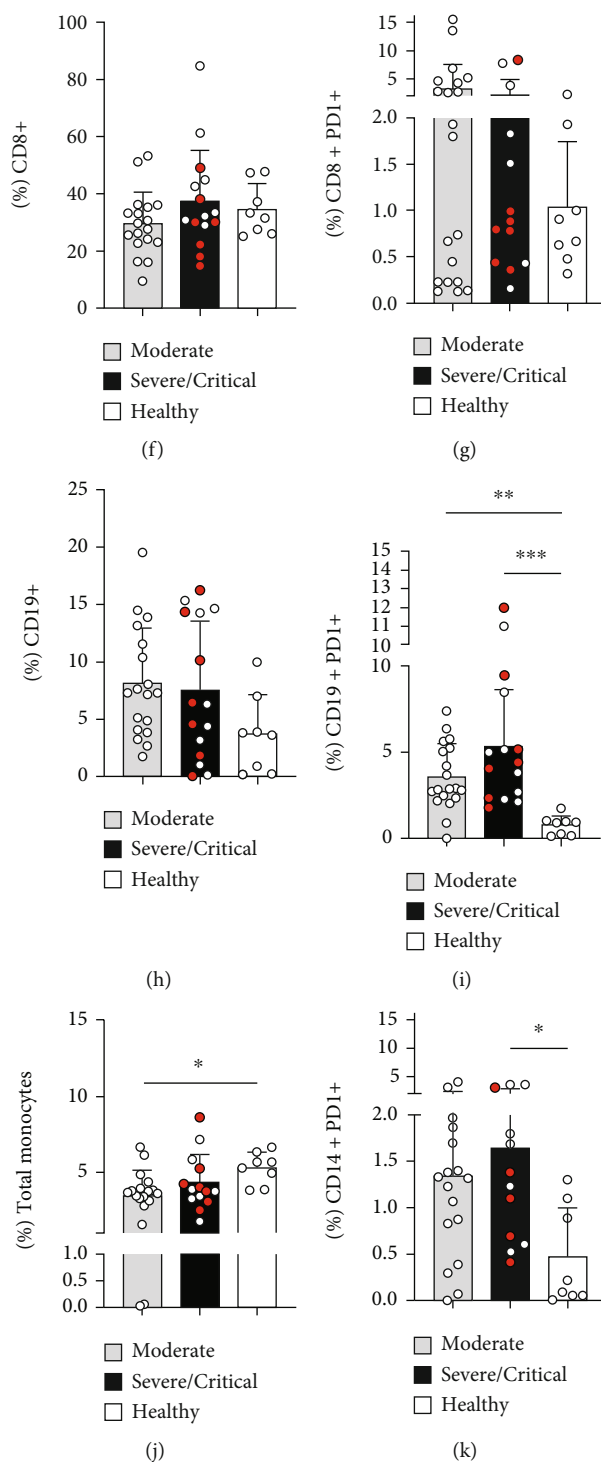 100
80
60
40
20
0
(%) CD8+
Moderate
Severe/Critical
Healthy
(f)
15
10
5
2.0
1.5
1.0
0.5
0.0
(%) CD8 + PD1+
Moderate
Severe/Critical
Healthy
(g)
25
20
15
10
5
0
(%) CD19+
Moderate
Severe/Critical
Healthy
(h)
**
***
15
14
13
12
11
10
5
0
(%) CD19 + PD1+
Moderate
Severe/Critical
Healthy
(i)
*
15
10
5
1.0
0.5
0.0
(%) Total monocytes
Moderate
Severe/Critical
Healthy
(j)
*
15
10
5
2.0
1.5
1.0
0.5
0.0
(%) CD14 + PD1+
Moderate
Severe/Critical
Healthy
(k)